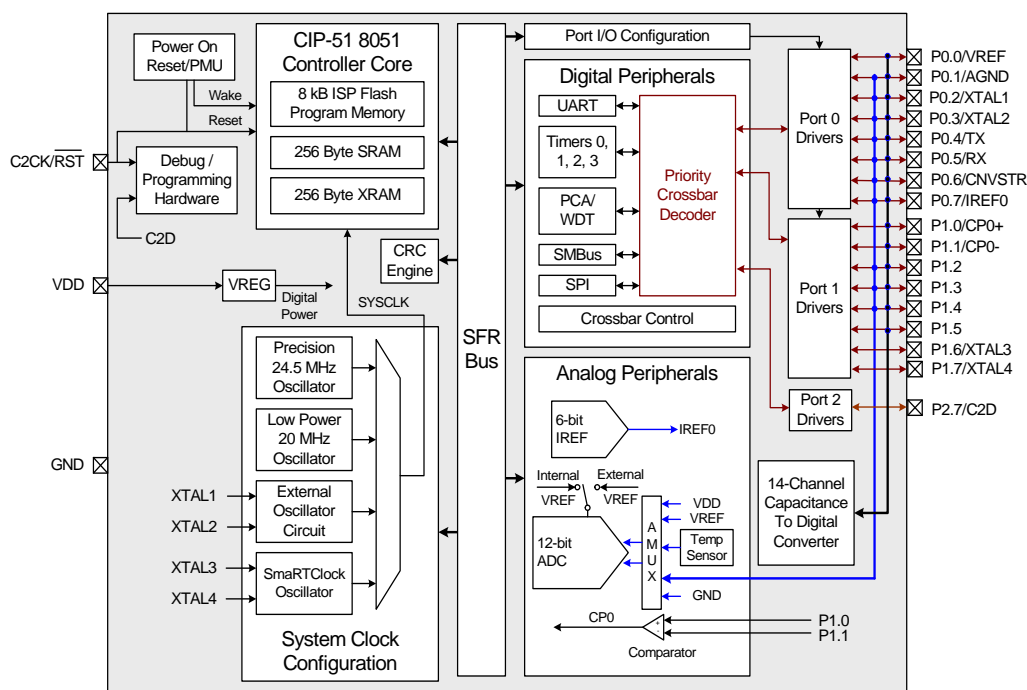 Power On
Reset/PMU
Wake
Reset
C2CK/RST
Debug /
Programming
Hardware
C2D
VDD
VREG
Digital
Power
GND
CIP-51 8051
Controller Core
8 kB ISP Flash
Program Memory
256 Byte SRAM
256 Byte XRAM
CRC
Engine
SYSCLK
Precision
24.5 MHz
Oscillator
Low Power
20 MHz
Oscillator
XTAL1
XTAL2
External
Oscillator
Circuit
XTAL3
XTAL4
SmaRTClock
Oscillator
System Clock
Configuration
SFR
Bus
Port I/O Configuration
Digital Peripherals
UART
Timers 0,
1, 2, 3
PCA/
WDT
SMBus
SPI
Priority
Crossbar
Decoder
Crossbar Control
Analog Peripherals
6-bit
IREF
IREF0
Internal
External
VREF
VREF
12-bit
ADC
A
M
U
X
VDD
VREF
Temp
Sensor
GND
CP0
+
-
Comparator
P1.0
P1.1
Port 0
Drivers
Port 1
Drivers
Port 2
Drivers
14-Channel
Capacitance
To Digital
Converter
P0.0/VREF
P0.1/AGND
P0.2/XTAL1
P0.3/XTAL2
P0.4/TX
P0.5/RX
P0.6/CNVSTR
P0.7/IREF0
P1.0/CP0+
P1.1/CP0-
P1.2
P1.3
P1.4
P1.5
P1.6/XTAL3
P1.7/XTAL4
P2.7/C2D